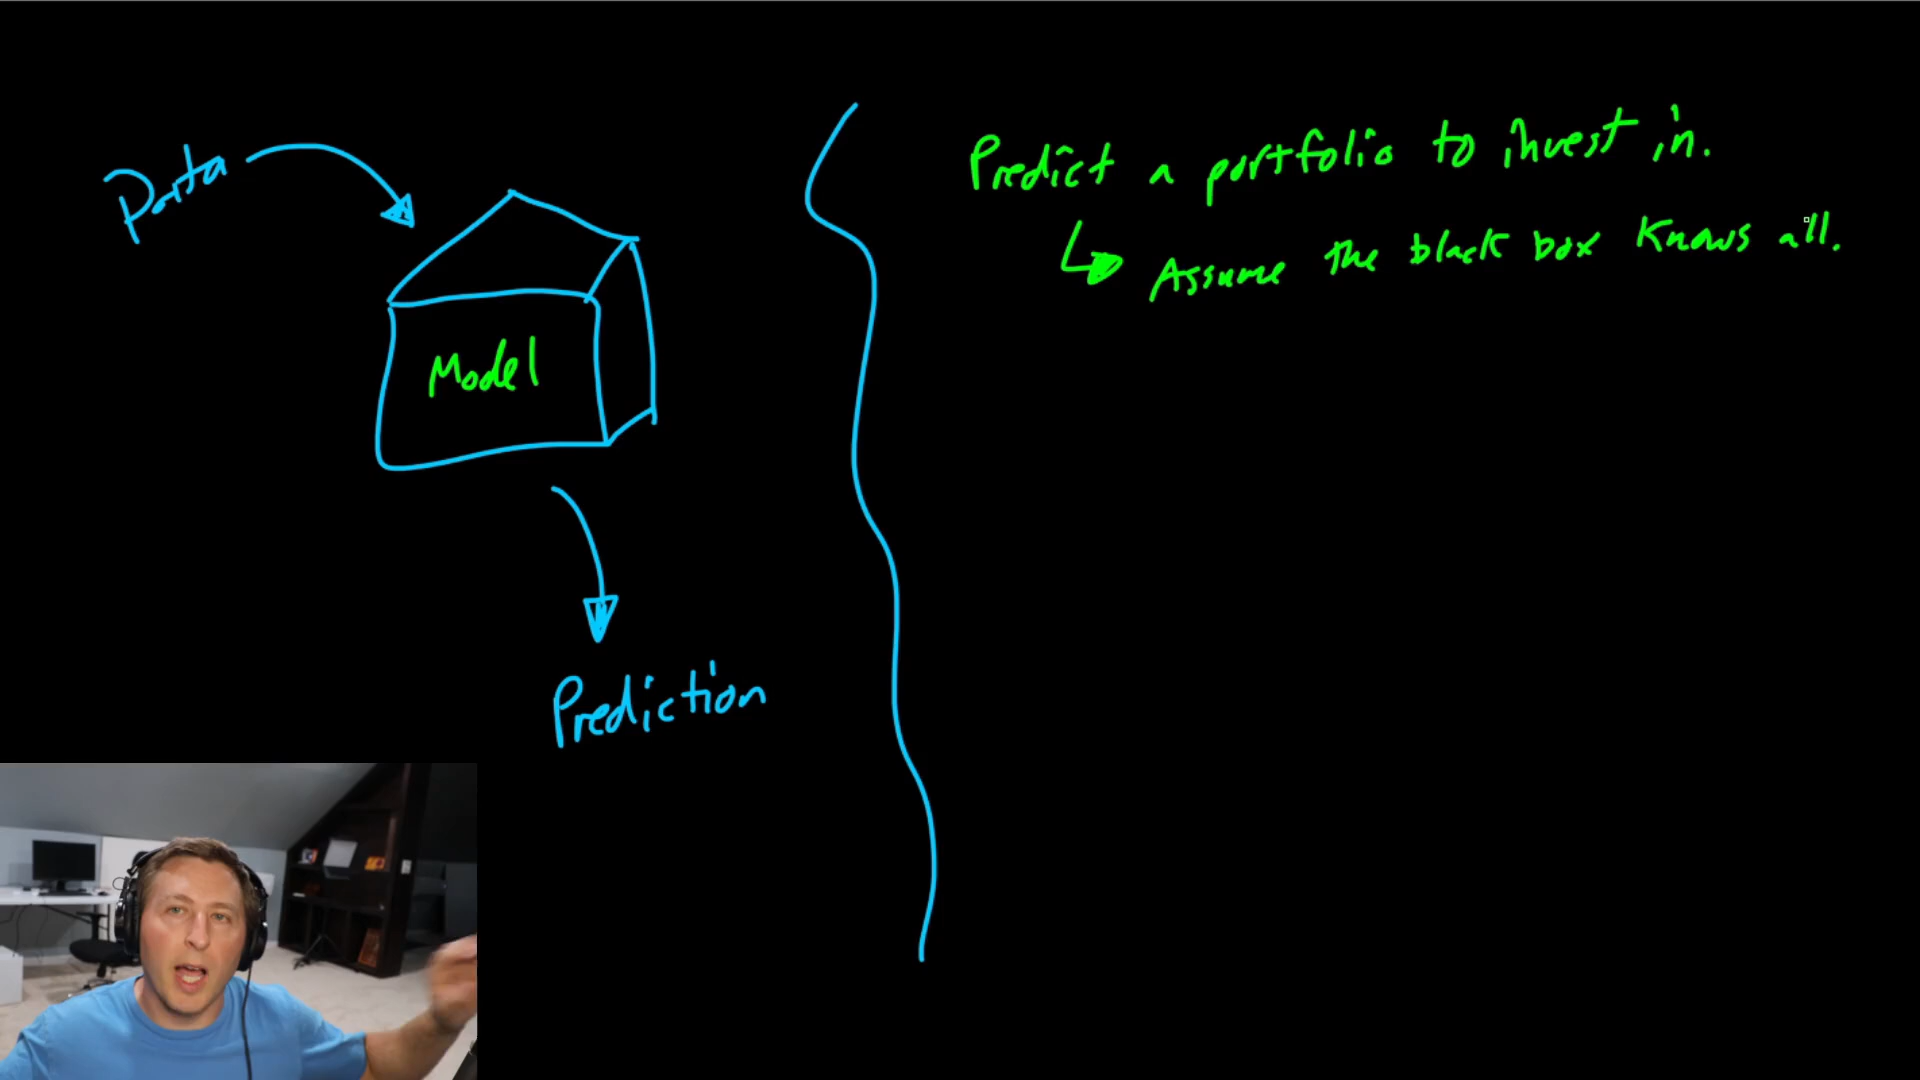 Data
Model
Prediction
Predict a portfolio to invest in.
Assume the black box knows all.